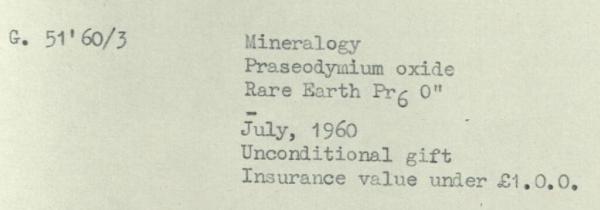 G. 51'60/3 Mineralogy
Praseodymium oxide
Rare Earth Pr6 O"
-
July, 1960
Unconditional gift
Insurance value under £1.0.0.